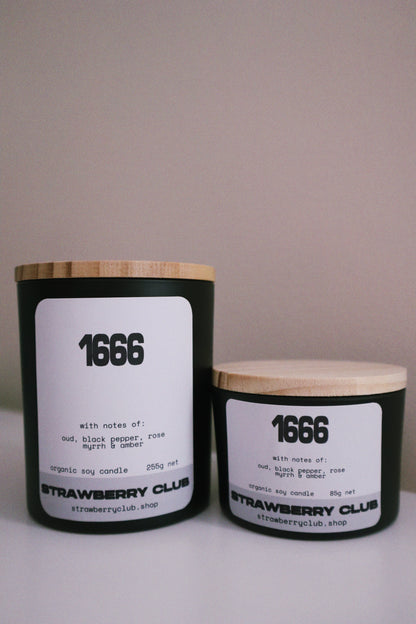 1666
with notes of:
oud, black pepper, rose
myrrh & amber
organic soy candle 255g net
STRAWBERRY CLUB
strawberryclub.shop
1666
with notes of:
oud, black pepper, rose
myrrh & amber
organic soy candle 85g net
STRAWBERRY CLUB
strawberryclub.shop